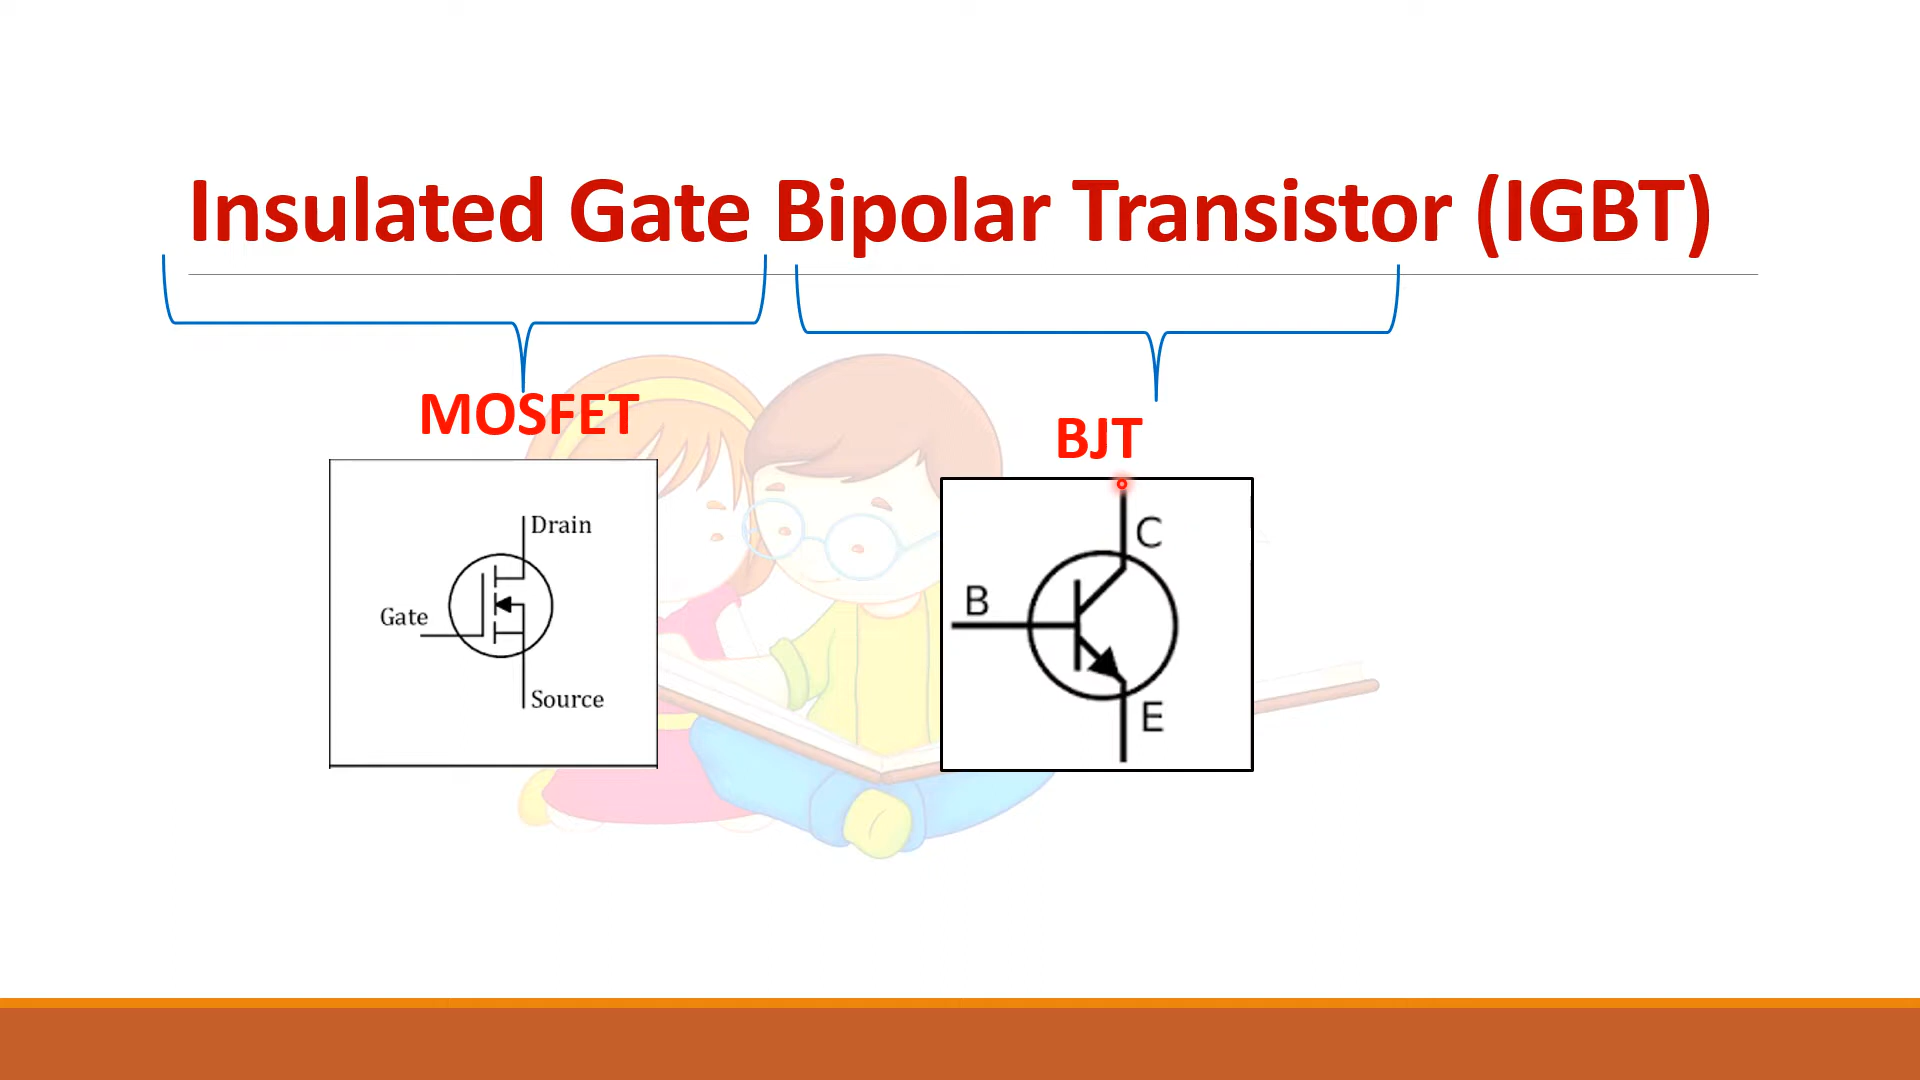 Insulated Gate Bipolar Transistor (IGBT)
MOSFET
BJT
Drain
Gate
Source
C
B
E